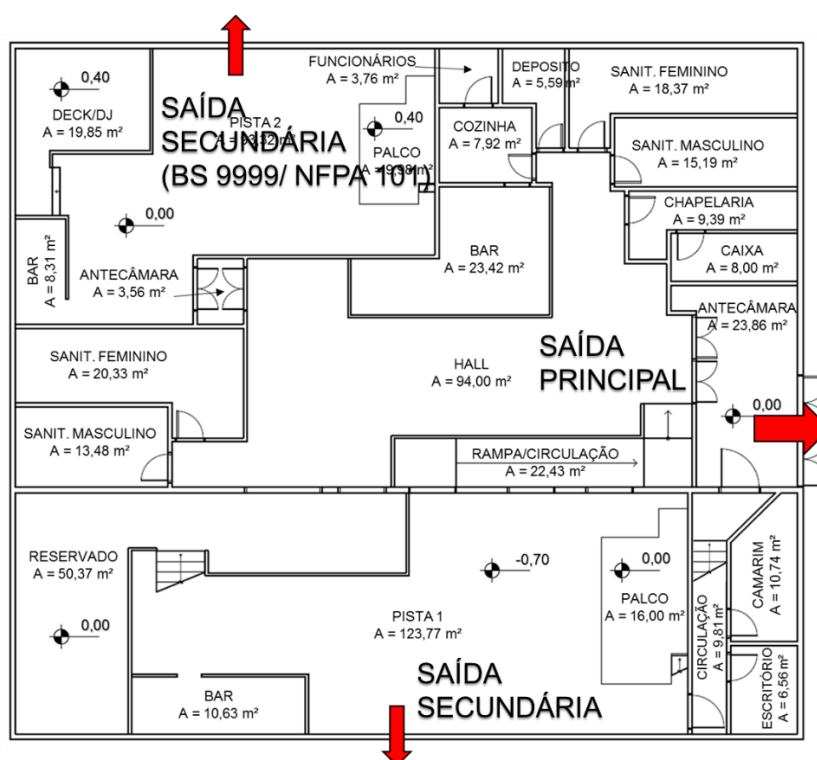 0,40
DECK/DJ
A = 19,85 m²
SAÍDA
SECUNDÁRIA
(BS 9999/ NFPA 101)
PISTA 2
0,40
PALCO
FUNCIONÁRIOS
A = 3,76 m²
DEPOSITO
A = 5,59m²
SANIT. FEMININO
A = 18,37 m²
COZINHA
A = 7,92 m²
SANIT. MASCULINO
A = 15,19 m²
CHAPELARIA
A = 9,39 m²
CAIXA
A = 8,00 m²
0,00
BAR
A = 8,31 m²
ANTECÂMARA
A = 3,56 m²
BAR
A = 23,42 m²
ANTECÂMARA
A = 23,86 m²
SANIT. FEMININO
A = 20,33 m²
HALL
A = 94,00 m²
SAÍDA
PRINCIPAL
0,00
SANIT. MASCULINO
A = 13,48 m²
RAMPA/CIRCULAÇÃO
A = 22,43 m²
RESERVADO
A = 50,37 m²
0,00
-0,70
0,00
PISTA 1
A = 123,77 m²
PALCO
A = 16,00 m²
CIRCULAÇÃO
A = 9,81 m²
CAMARIM
A = 10,74 m²
BAR
A = 10,63 m²
SAÍDA
SECUNDÁRIA
ESCRITÓRIO
A = 6,56 m²